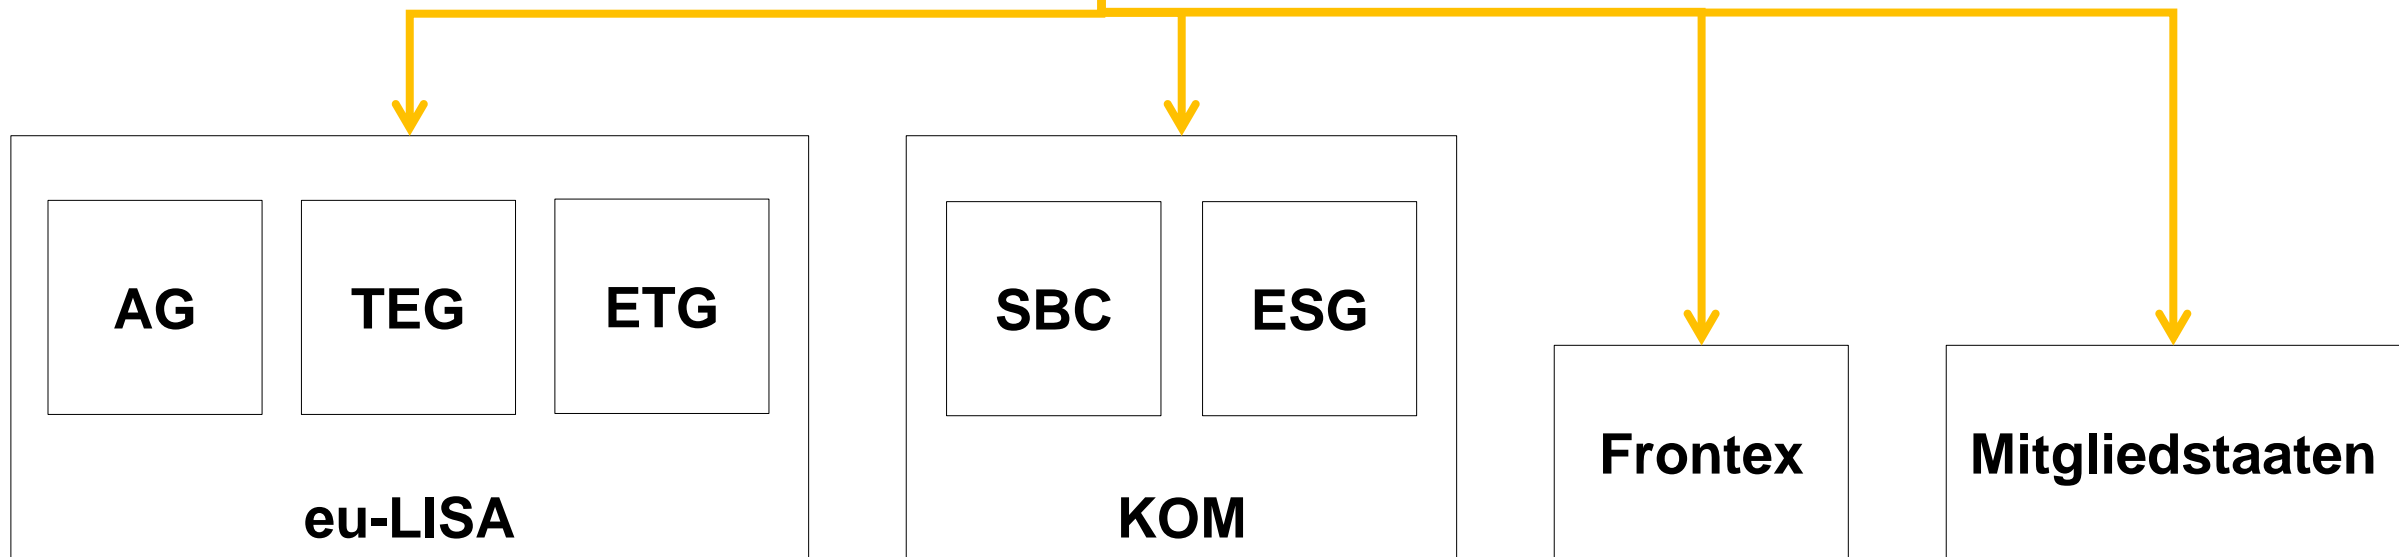 AG
TEG
ETG
eu-LISA
SBC
ESG
KOM
Frontex
Mitgliedstaaten